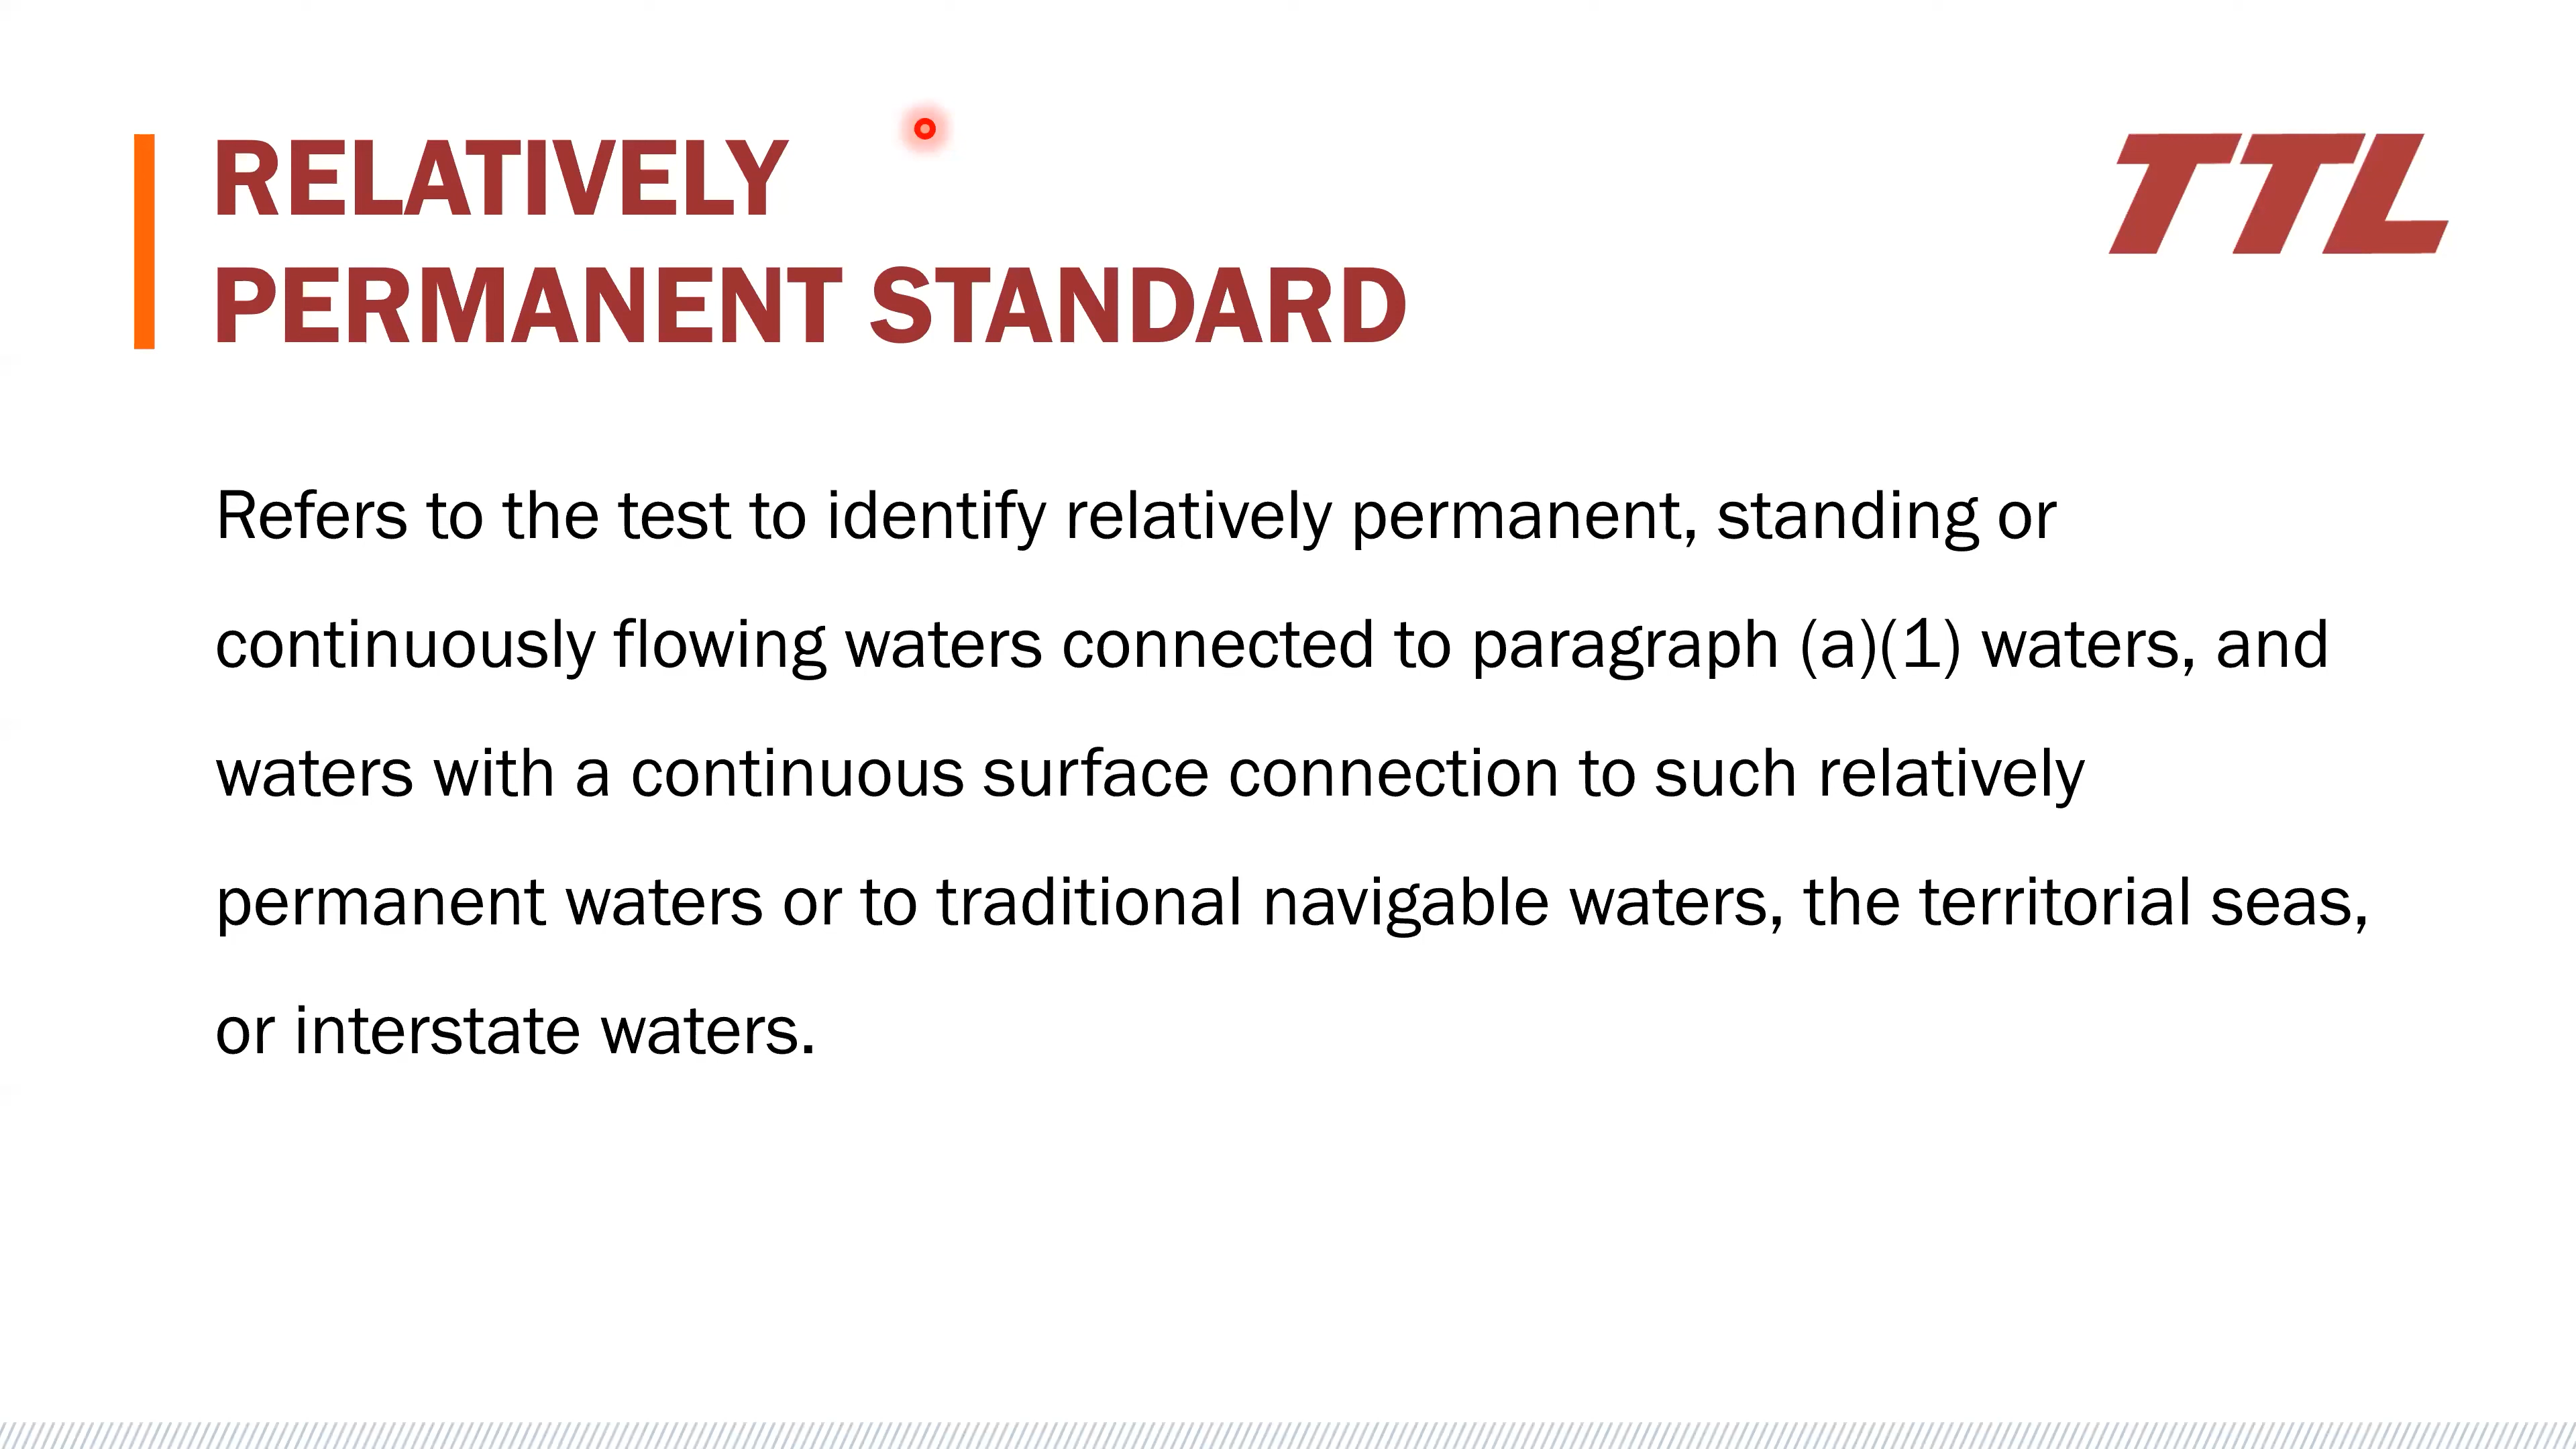 RELATIVELY
PERMANENT STANDARD
TTL
Refers to the test to identify relatively permanent, standing or
continuously flowing waters connected to paragraph (a)(1) waters, and
waters with a continuous surface connection to such relatively
permanent waters or to traditional navigable waters, the territorial seas,
or interstate waters.